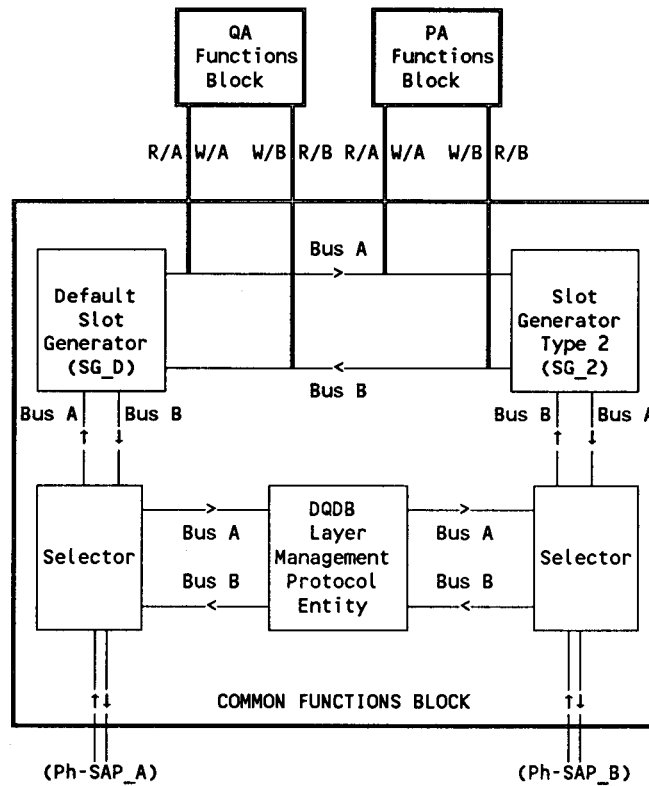 QA
Functions
Block
PA
Functions
Block
R/A W/A W/B R/B R/A W/A W/B R/B
Bus A
Default
Slot
Generator
(SG_D)
Slot
Generator
Type 2
(SG_2)
Bus B
Bus A Bus B
Bus B Bus A
Selector
Bus A
Bus B
DQDB
Layer
Management
Protocol
Entity
Bus A
Bus B
Selector
COMMON FUNCTIONS BLOCK
(Ph-SAP_A)
(Ph-SAP_B)